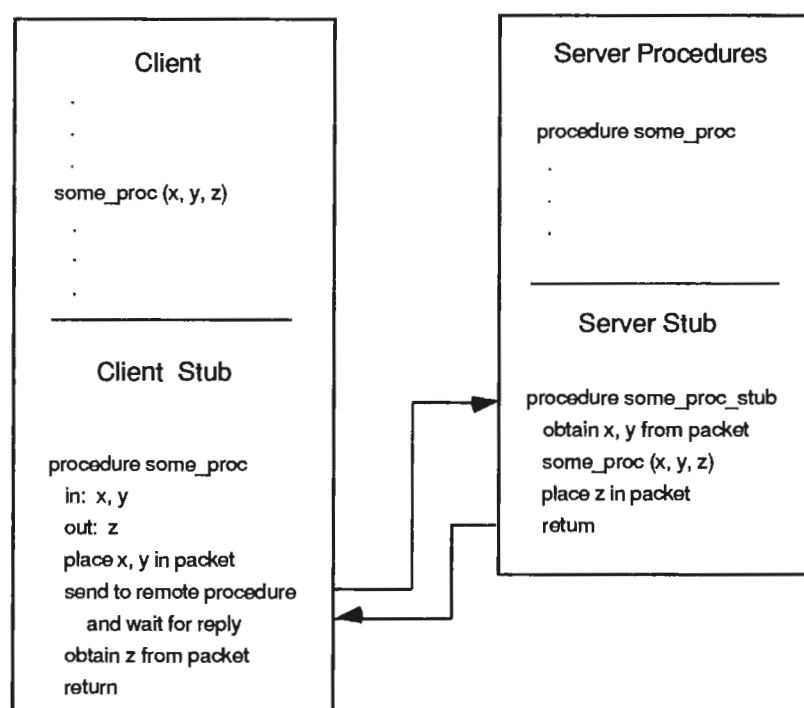 Client
.
.
.
some_proc (x, y, z)
.
.
.
Client Stub
procedure some_proc
in: x, y
out: z
place x, y in packet
send to remote procedure
and wait for reply
obtain z from packet
return
Server Procedures
procedure some_proc
.
.
.
Server Stub
procedure some_proc_stub
obtain x, y from packet
some_proc (x, y, z)
place z in packet
return